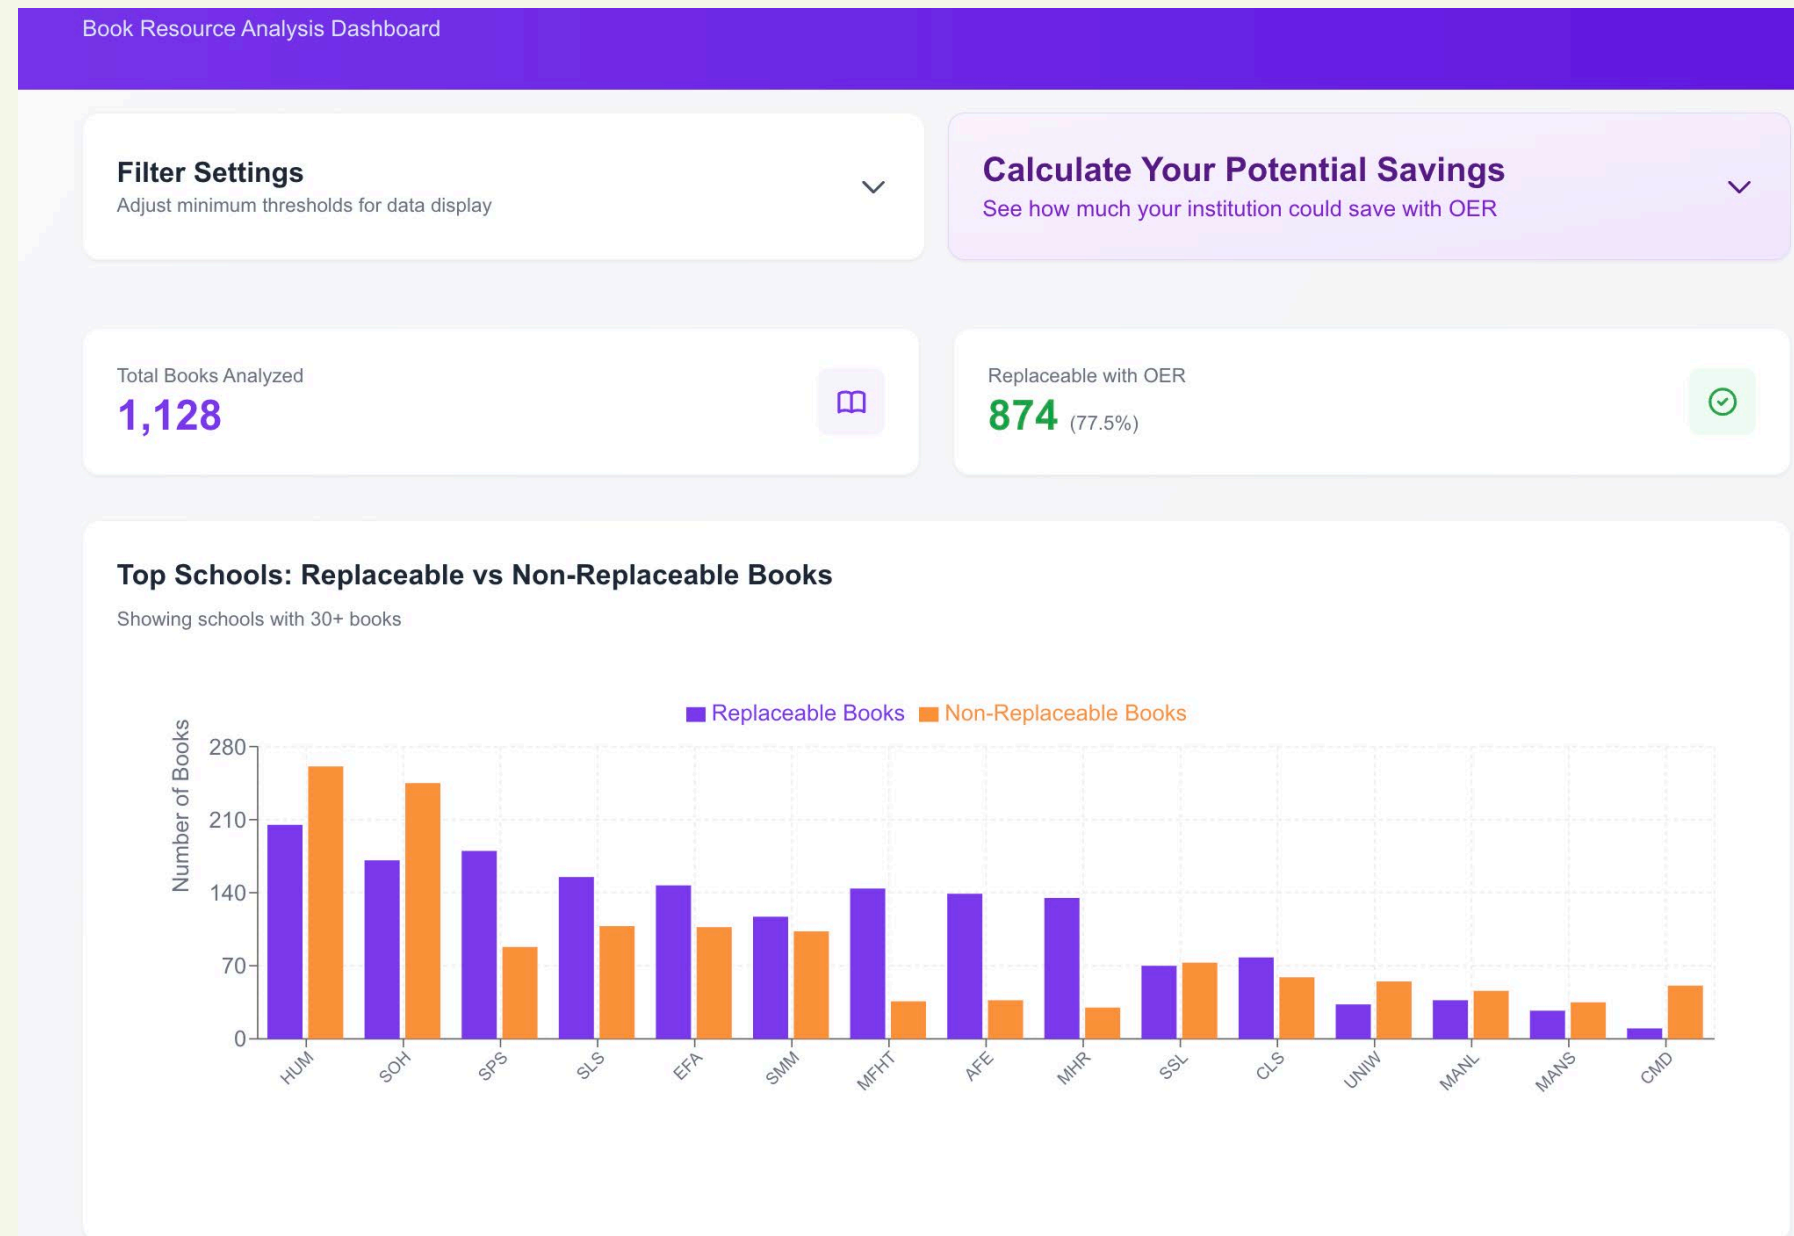 Book Resource Analysis Dashboard
Filter Settings
Adjust minimum thresholds for data display
Calculate Your Potential Savings
See how much your institution could save with OER
Total Books Analyzed
1,128
Replaceable with OER
874 (77.5%)
Top Schools: Replaceable vs Non-Replaceable Books
Showing schools with 30+ books
Replaceable Books Non-Replaceable Books
Number of Books
280
210
140
70
0
HUM SOH SPS SLS EFA SMM MFHT AFE MHR SSL CLS UNIW MANL MANS CMD